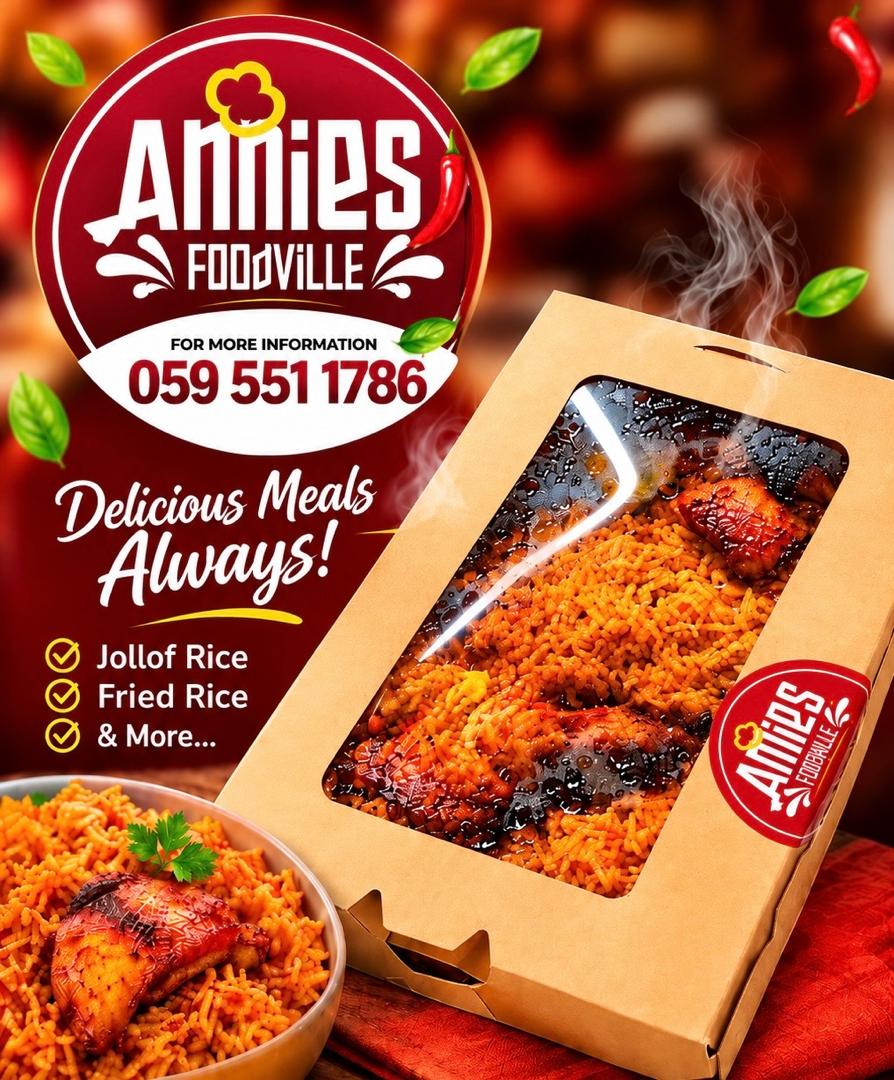 Annies
FOODVILLE
FOR MORE INFORMATION
059 551 1786
Delicious Meals
Always!
Jollof Rice
Fried Rice
& More...
Annies
FOODVILLE